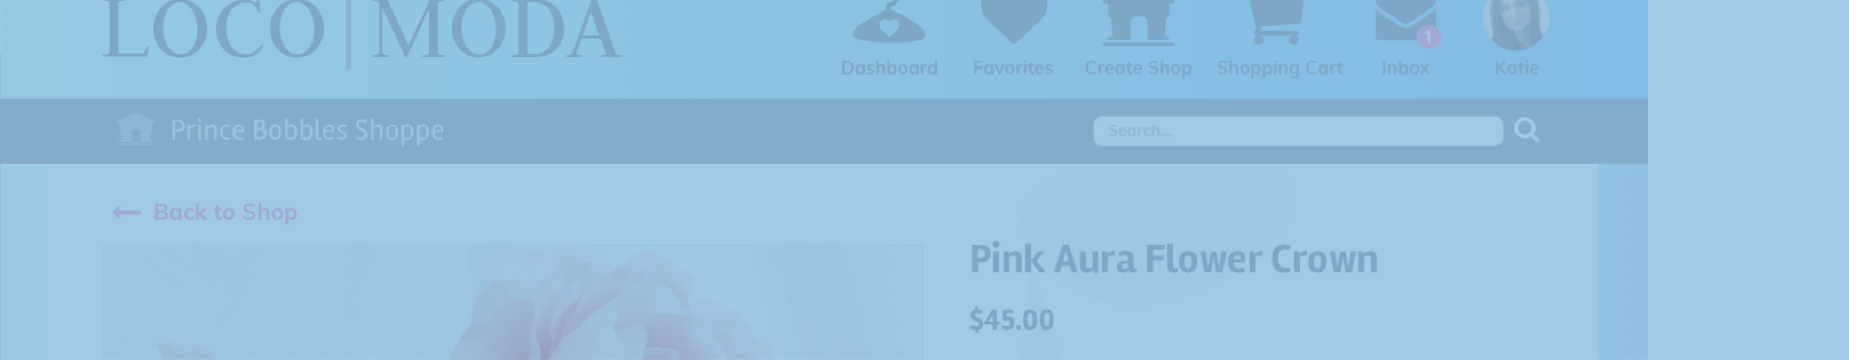 LOCO | MODA
Dashboard Favorites Create Shop Shopping Cart 1 Inbox Katie
Prince Bobbles Shoppe Search...
Back to Shop
Pink Aura Flower Crown
$45.00